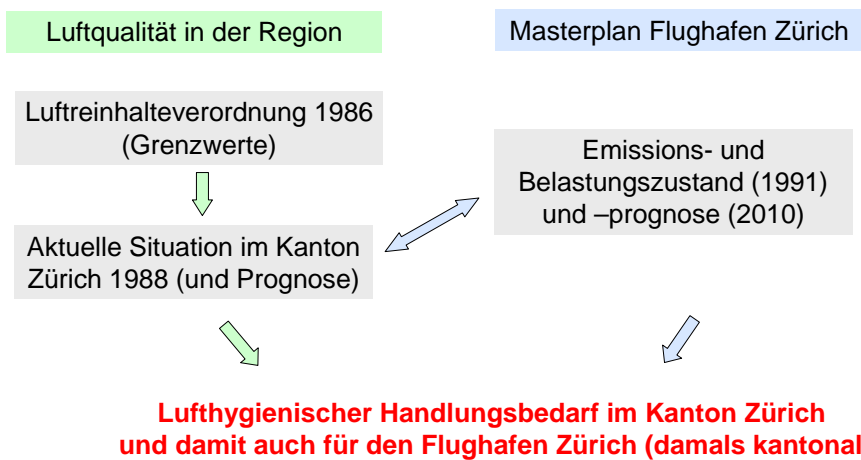 Luftqualität in der Region
Masterplan Flughafen Zürich
Luftreinhalteverordnung 1986
(Grenzwerte)
Emissions- und
Belastungszustand (1991)
und –prognose (2010)
Aktuelle Situation im Kanton
Zürich 1988 (und Prognose)
Lufthygienischer Handlungsbedarf im Kanton Zürich
und damit auch für den Flughafen Zürich (damals kantonal